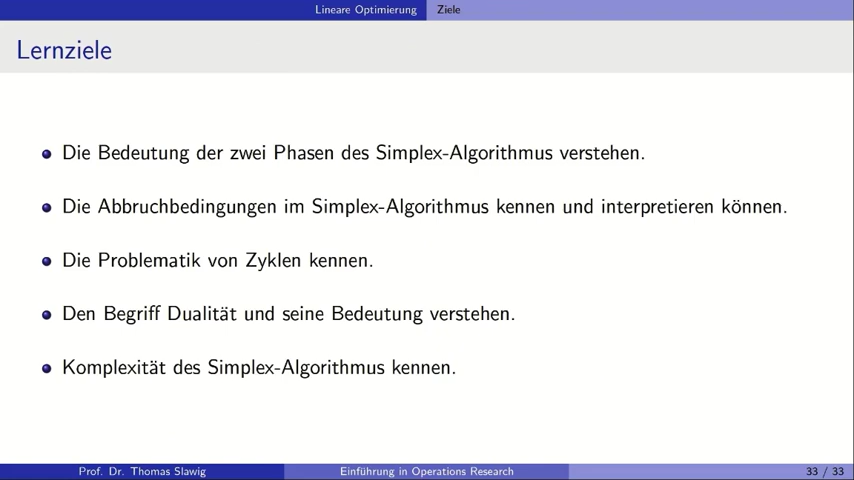 Lineare Optimierung Ziele
Lernziele
Die Bedeutung der zwei Phasen des Simplex-Algorithmus verstehen.
Die Abbruchbedingungen im Simplex-Algorithmus kennen und interpretieren können.
Die Problematik von Zyklen kennen.
Den Begriff Dualität und seine Bedeutung verstehen.
Komplexität des Simplex-Algorithmus kennen.
Prof. Dr. Thomas Slawig Einführung in Operations Research 33 / 33